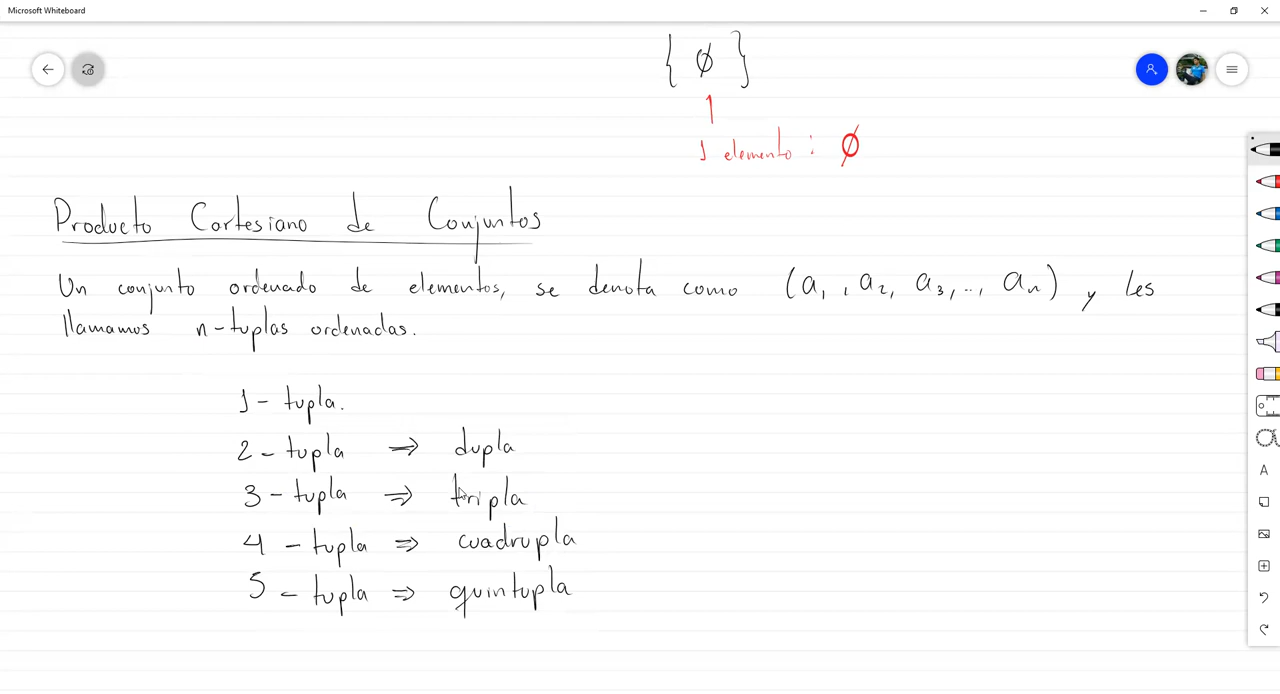 Microsoft Whiteboard
{ ∅ }
1 elemento : ∅
Producto Cartesiano de Conjuntos
Un conjunto ordenado de elementos, se denota como (a₁, a₂, a₃, .., aₙ) y les
llamamos n-tuplas ordenadas.
1 - tupla.
2 - tupla ⇒ dupla
3 - tupla ⇒ tripla
4 - tupla ⇒ cuadrupla
5 - tupla ⇒ quintupla
A